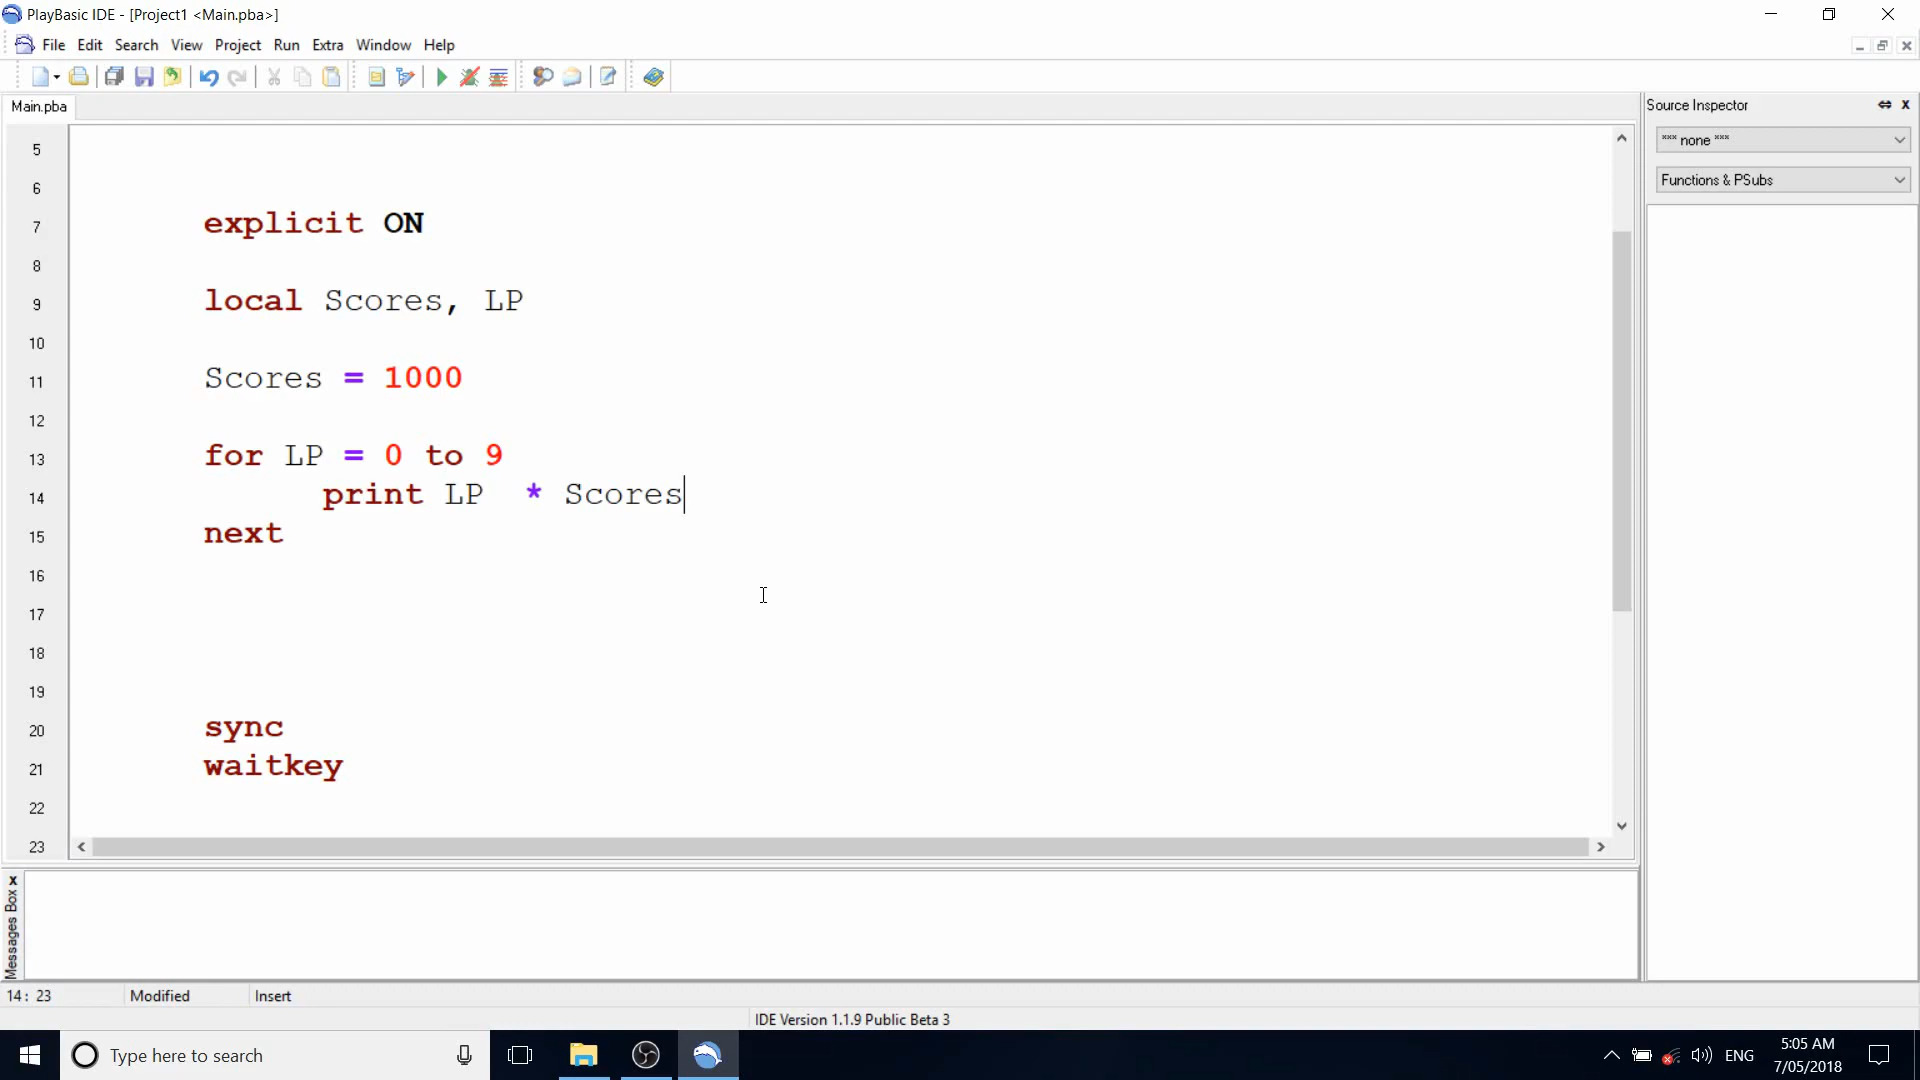 PlayBasic IDE - [Project1 <Main.pba>]
File Edit Search View Project Run Extra Window Help
Main.pba
Source Inspector
*** none ***
Functions & PSubs
5
6
7 explicit ON
8
9 local Scores, LP
10
11 Scores = 1000
12
13 for LP = 0 to 9
14 print LP  * Scores
15 next
16
17
18
19
20 sync
21 waitkey
22
23
Messages Box
14: 23 Modified Insert
IDE Version 1.1.9 Public Beta 3
Type here to search
ENG
5:05 AM
7/05/2018